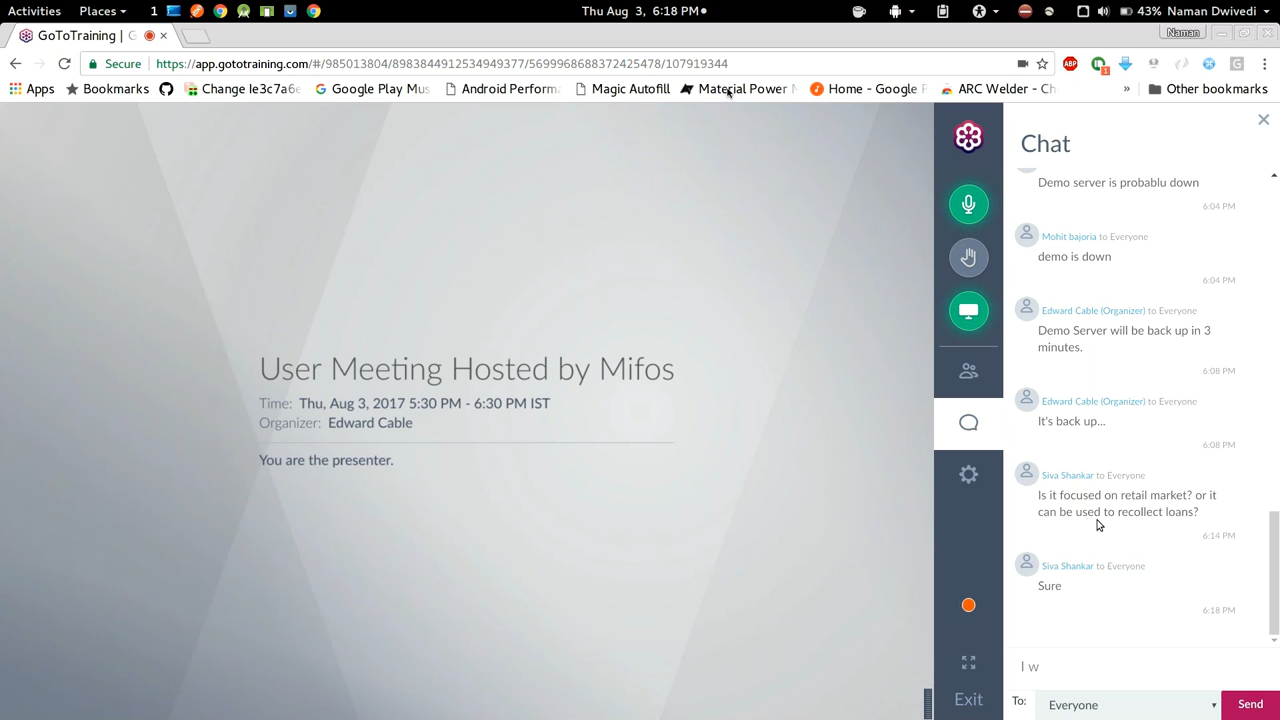 Activities Places 1 Thu Aug 3, 6:18 PM 43% Naman Dwivedi
GoToTraining | G Naman
Secure https://app.gototraining.com/#/985013804/8983844912534949377/5699968688372425478/107919344 ABP 1 G
Apps Bookmarks Change Ie3c7a6e Google Play Mus Android Perform Magic Autofill Material Power M Home - Google P ARC Welder - Ch » Other bookmarks
User Meeting Hosted by Mifos
Time: Thu, Aug 3, 2017 5:30 PM - 6:30 PM IST
Organizer: Edward Cable
You are the presenter.
Exit
Chat
Demo server is probablu down
6:04 PM
Mohit bajoria to Everyone
demo is down
6:04 PM
Edward Cable (Organizer) to Everyone
Demo Server will be back up in 3
minutes.
6:08 PM
Edward Cable (Organizer) to Everyone
It's back up...
6:08 PM
Siva Shankar to Everyone
Is it focused on retail market? or it
can be used to recollect loans?
6:14 PM
Siva Shankar to Everyone
Sure
6:18 PM
I w
To: Everyone Send